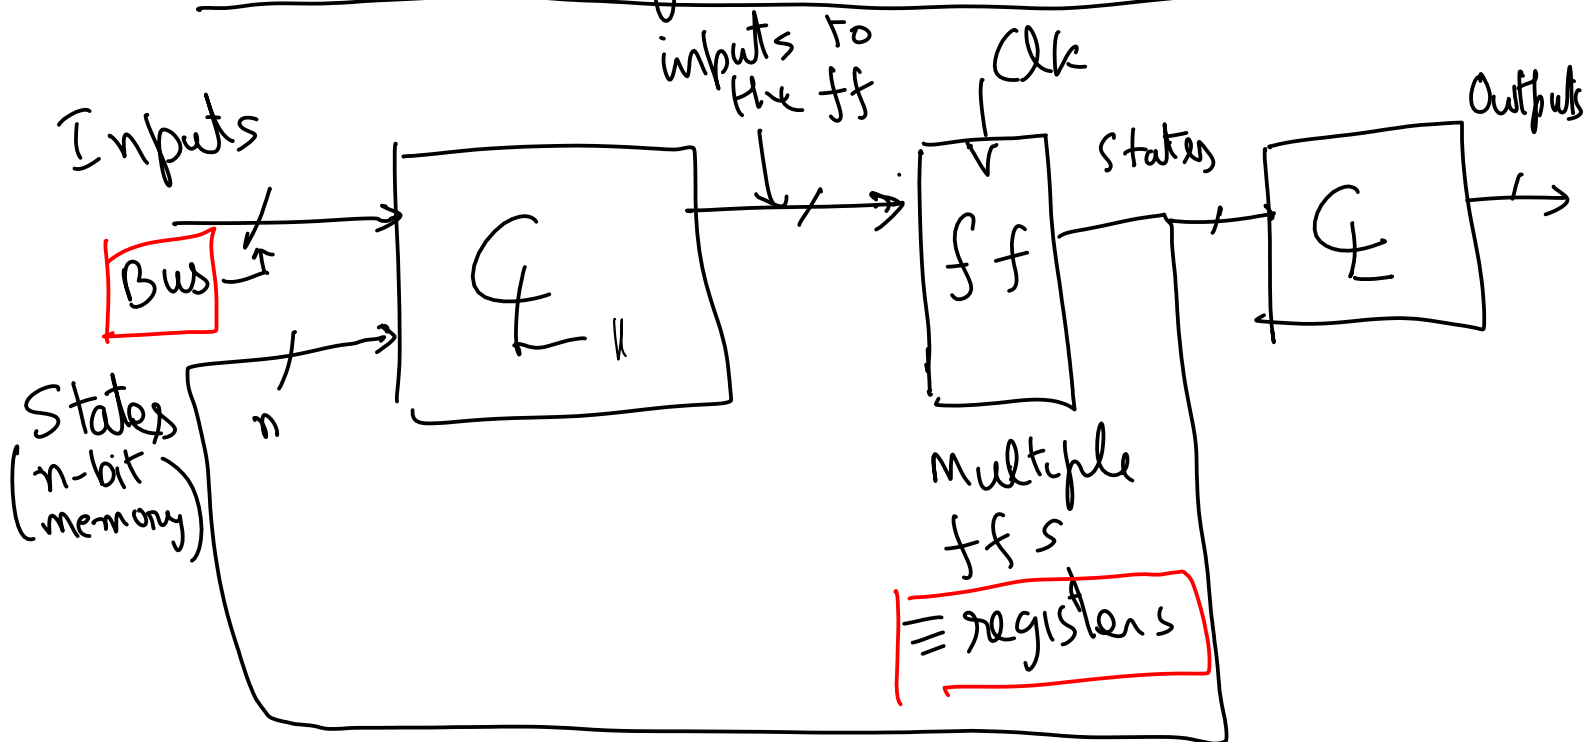 inputs to
the ff
Clk
Inputs
States
Outputs
Bus
CL
ff
CL
n
States
(n-bit
memory)
Multiple
ffs
≡ registers